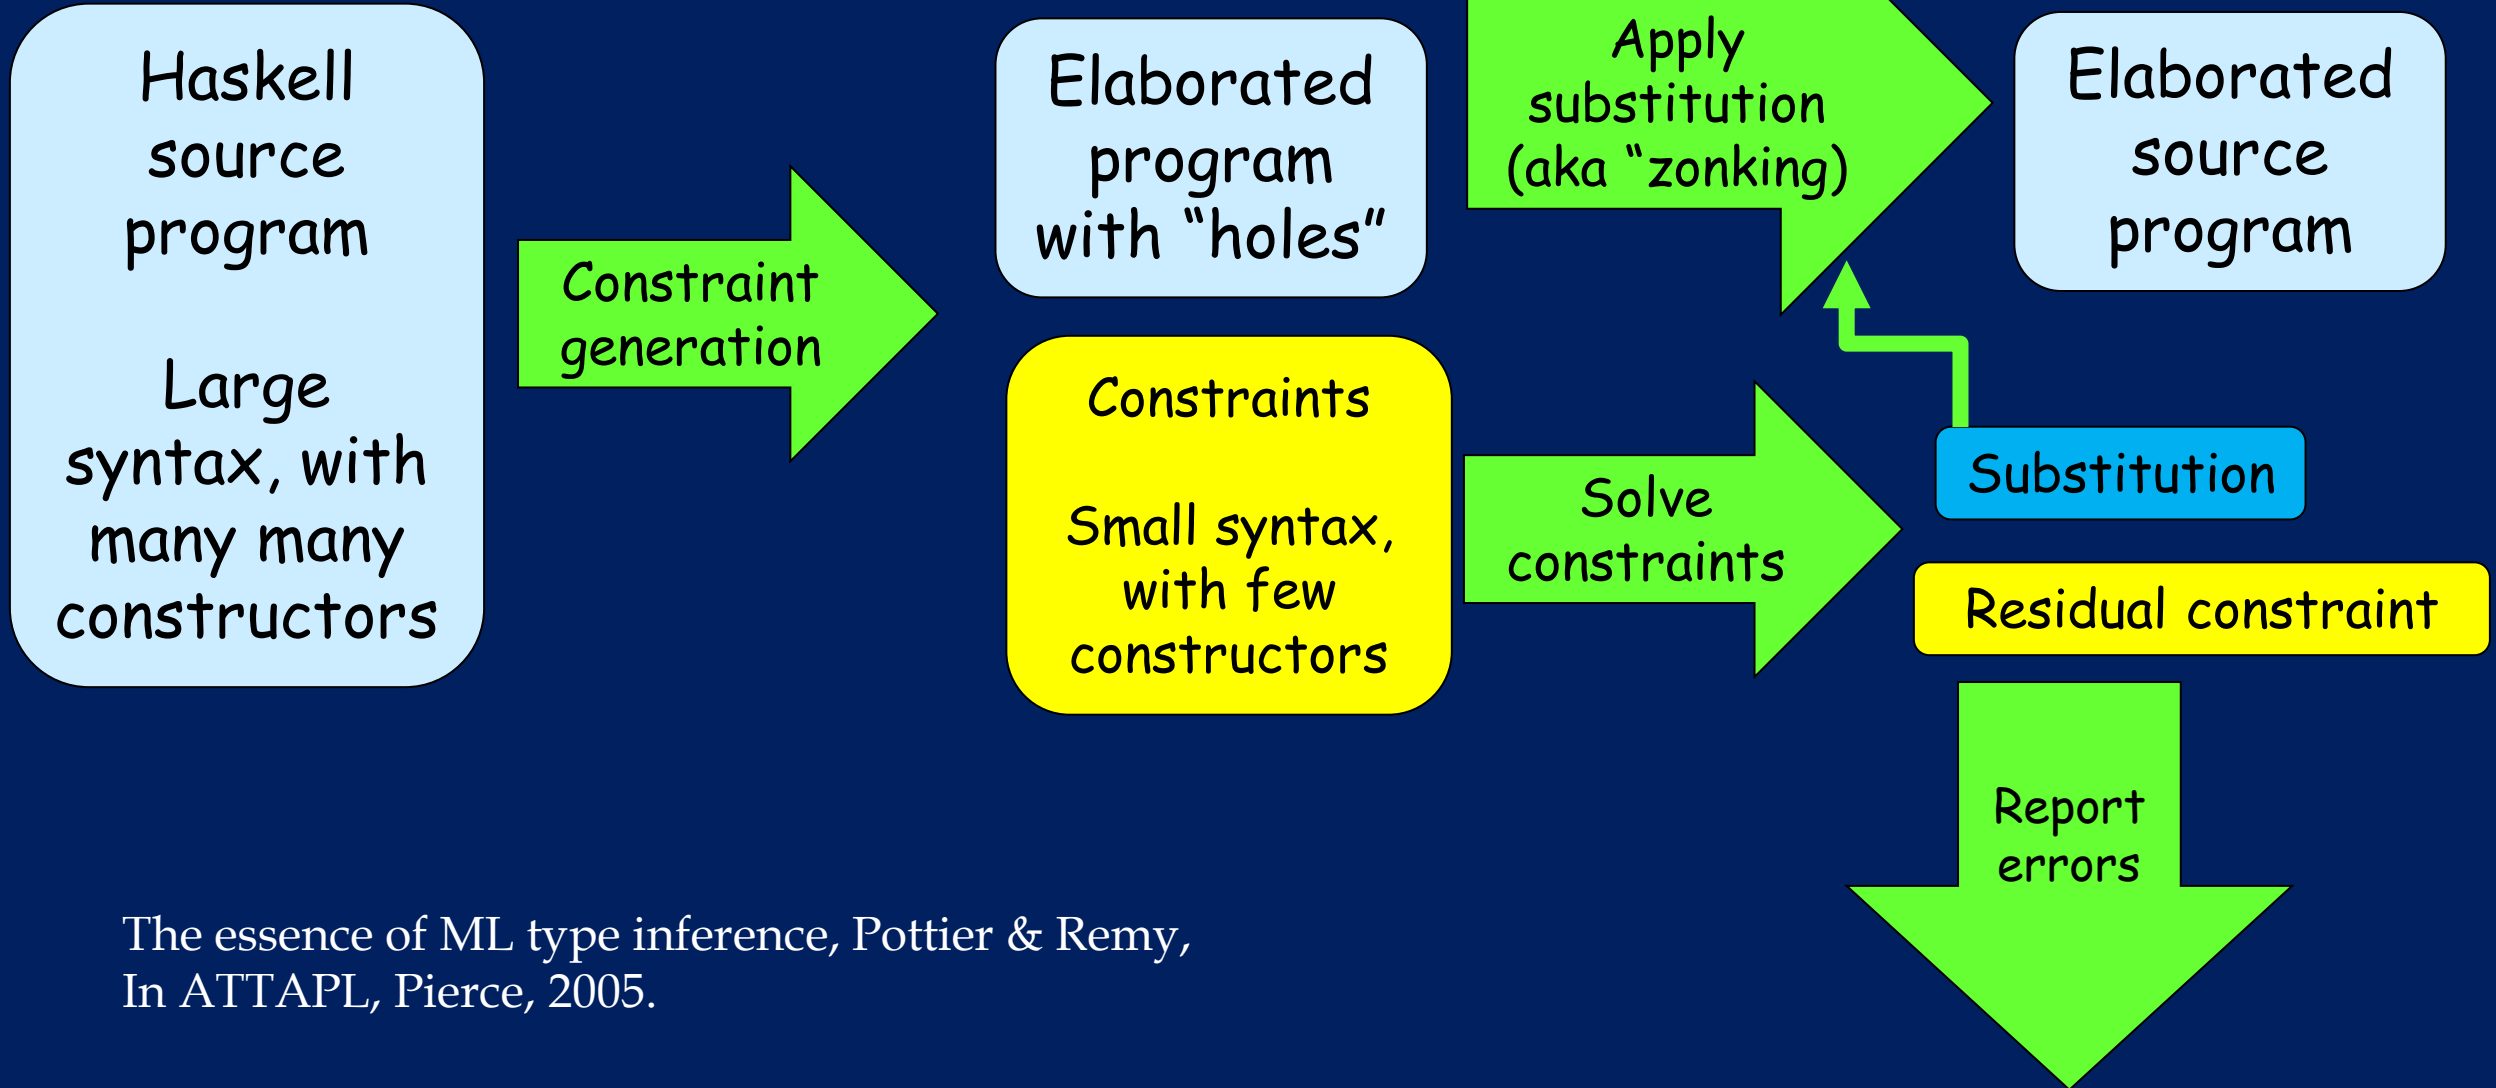 Haskell
source
program
Large
syntax, with
many many
constructors
Constraint
generation
Elaborated
program
with “holes”
Constraints
Small syntax,
with few
constructors
Apply
substitution
(aka “zonking)
Solve
constraints
Elaborated
source
program
Substitution
Residual constraint
Report
errors
The essence of ML type inference, Pottier & Remy,
In ATTAPL, Pierce, 2005.